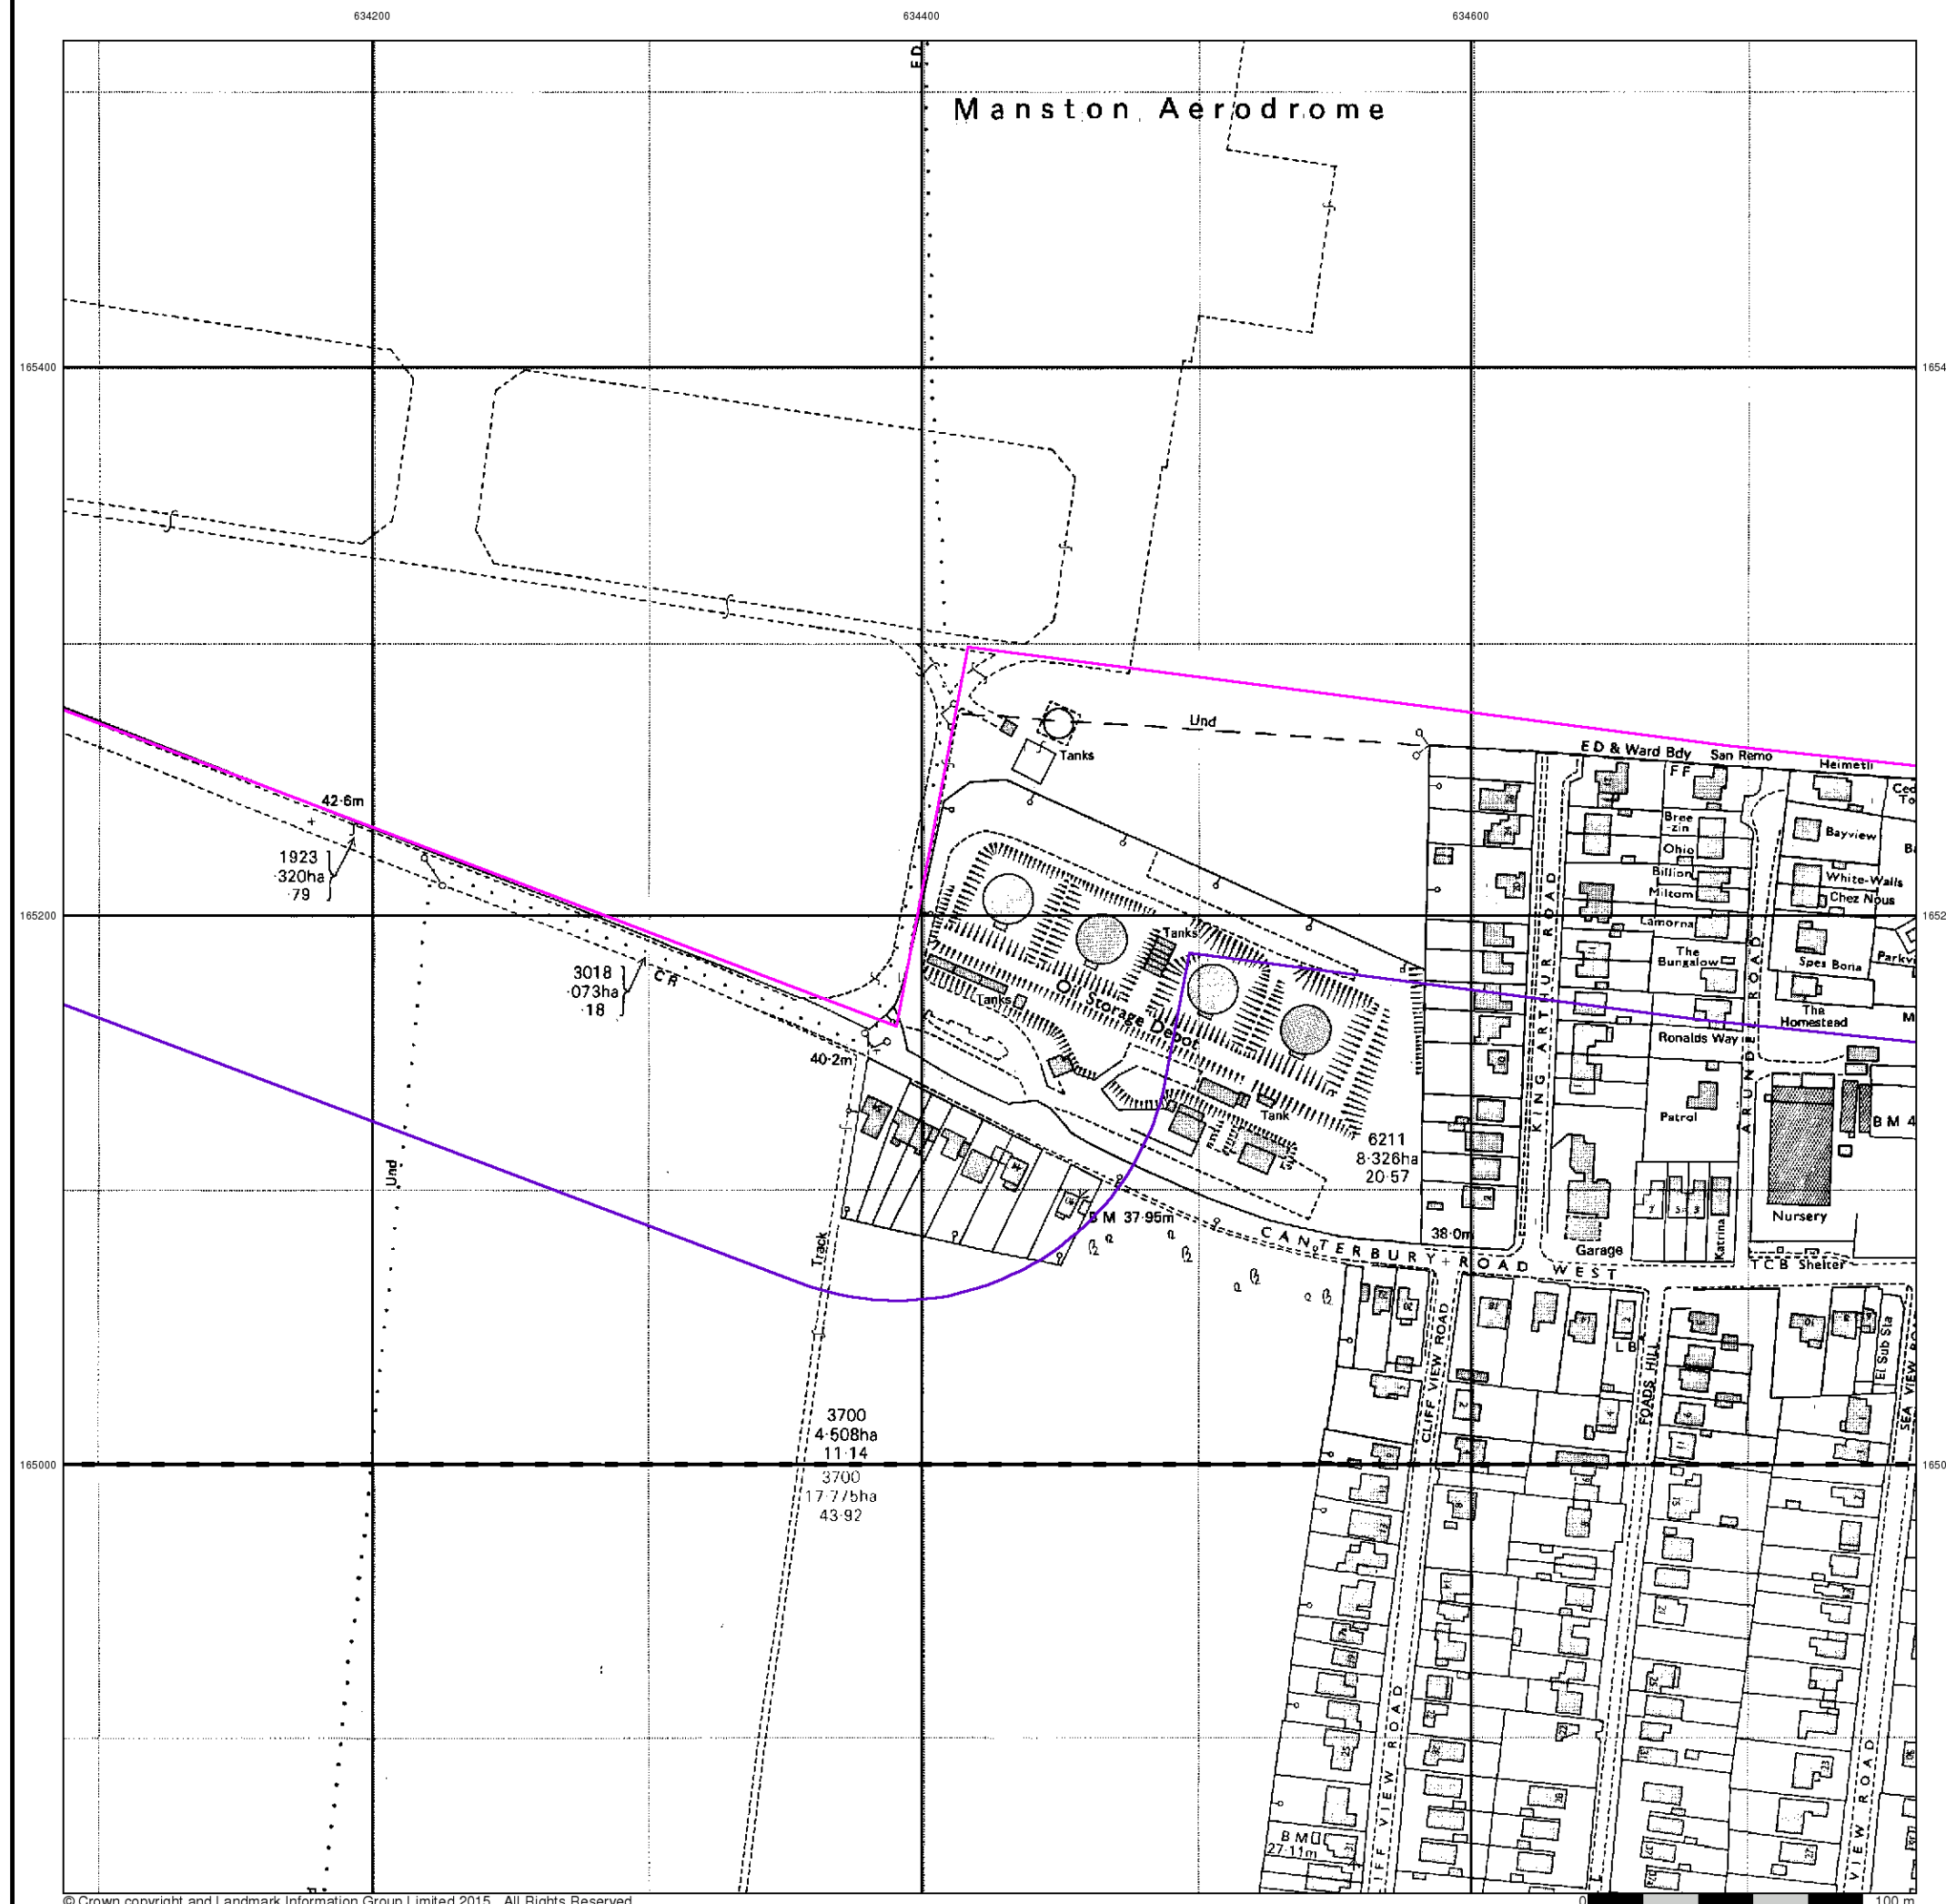 634200
634400
634600
ED
Manston Aerodrome
165400
1654
42·6m
1923
·320ha
·79
3018
·073ha
·18
CR
40·2m
Und
Tanks
ED & Ward Bdy
San Remo
Heimetli
FF
Bree
-zin
Ohio
Billion
Miltom
Lamorna
The
Bungalow
Bayview
White-Walls
Chez Nous
Spes Bona
The
Homestead
Ronalds Way
Patrol
165200
1652
Tanks
Tanks
Oil Storage Depot
Tank
6211
8·326ha
20·57
KING ARTHUR ROAD
BM 4
Nursery
Katrina
Garage
TCB
Shelter
38·0m
BM 37·95m
CANTERBURY ROAD WEST
Und
Track
LB
El Sub Sta
CLIFF VIEW ROAD
FOADS HILL
3700
4·508ha
11·14
165000
1650
3700
17·775ha
43·92
BM
27·11m
VIEW ROAD
© Crown copyright and Landmark Information Group Limited 2015. All Rights Reserved.
0
100 m